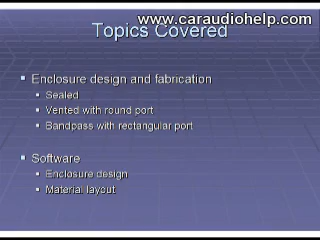 www.caraudiohelp.com
Topics Covered
Enclosure design and fabrication
Sealed
Vented with round port
Bandpass with rectangular port
Software
Enclosure design
Material layout